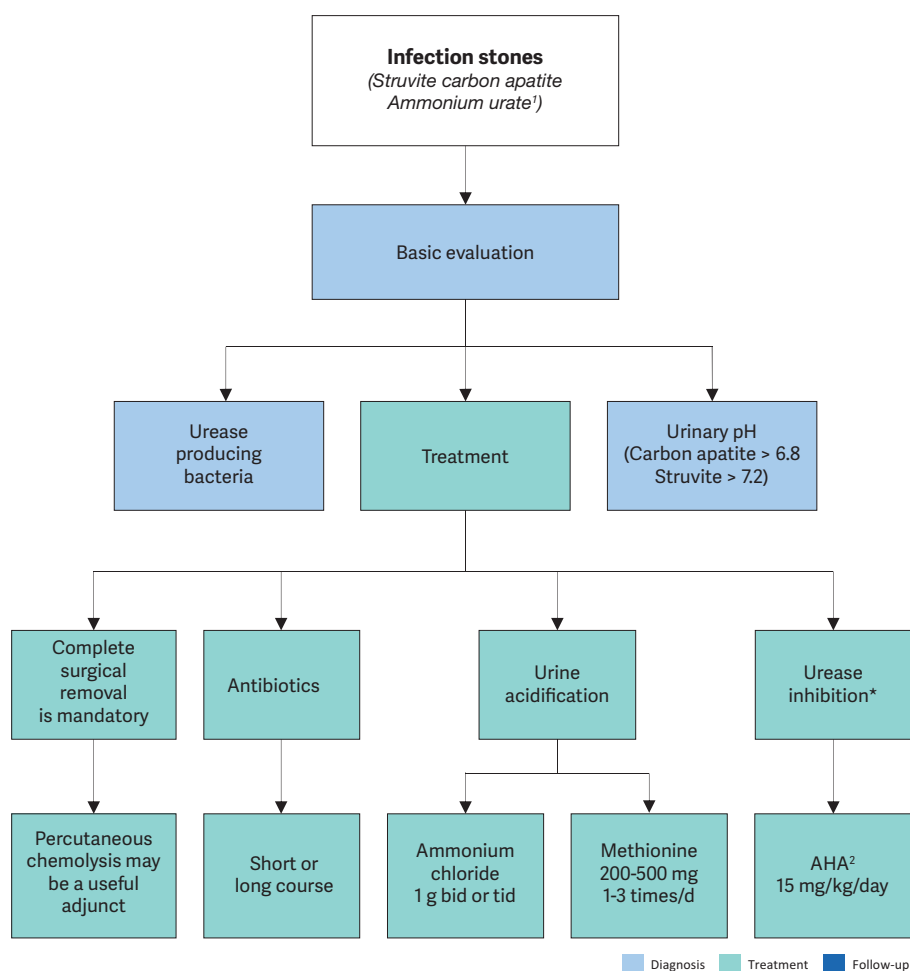 Infection stones
(Struvite carbon apatite
Ammonium urate¹)
Basic evaluation
Urease
producing
bacteria
Treatment
Urinary pH
(Carbon apatite > 6.8
Struvite > 7.2)
Complete
surgical
removal
is mandatory
Antibiotics
Urine
acidification
Urease
inhibition*
Percutaneous
chemolysis may
be a useful
adjunct
Short or
long course
Ammonium
chloride
1 g bid or tid
Methionine
200-500 mg
1-3 times/d
AHA²
15 mg/kg/day
Diagnosis Treatment Follow-up